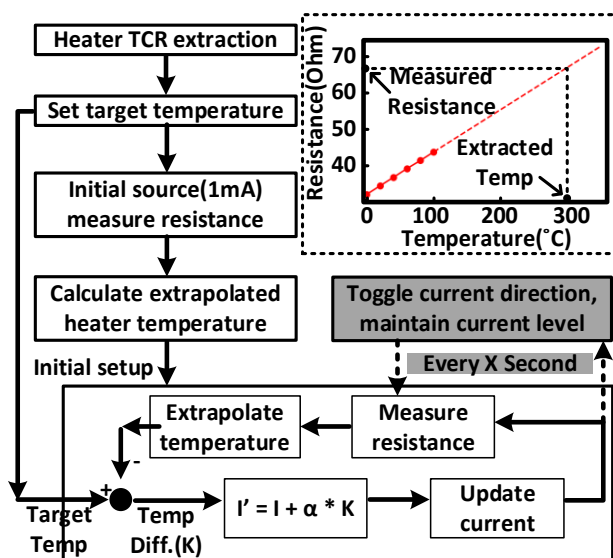 Heater TCR extraction
Set target temperature
Initial source(1mA)
measure resistance
Calculate extrapolated
heater temperature
Initial setup
Resistance(Ohm)
70
60
50
40
Measured
Resistance
Extracted
Temp
0
100
200
300
Temperature(˚C)
Toggle current direction,
maintain current level
Every X Second
Extrapolate
temperature
Measure
resistance
-
+
Target
Temp
Temp
Diff.(K)
I' = I + α * K
Update
current